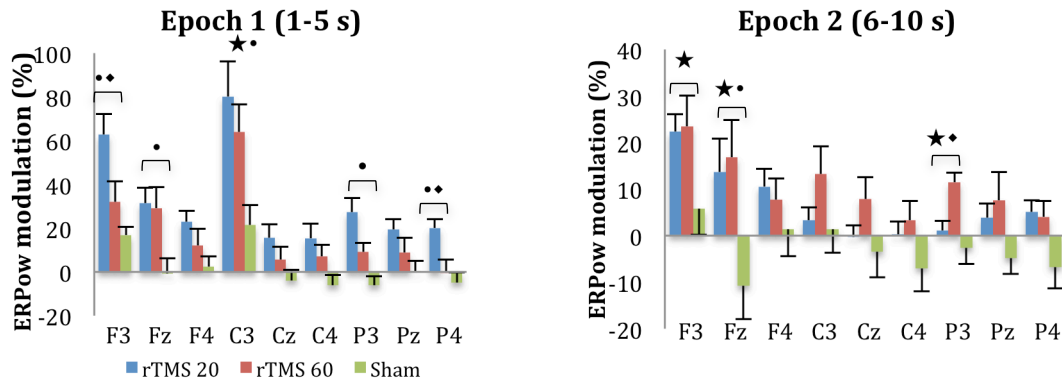 Epoch 1 (1-5 s)
ERPow modulation (%)
100
80
60
40
20
0
-20
F3 Fz F4 C3 Cz C4 P3 Pz P4
rTMS 20 rTMS 60 Sham
Epoch 2 (6-10 s)
ERPow modulation (%)
40
30
20
10
0
-10
-20
F3 Fz F4 C3 Cz C4 P3 Pz P4